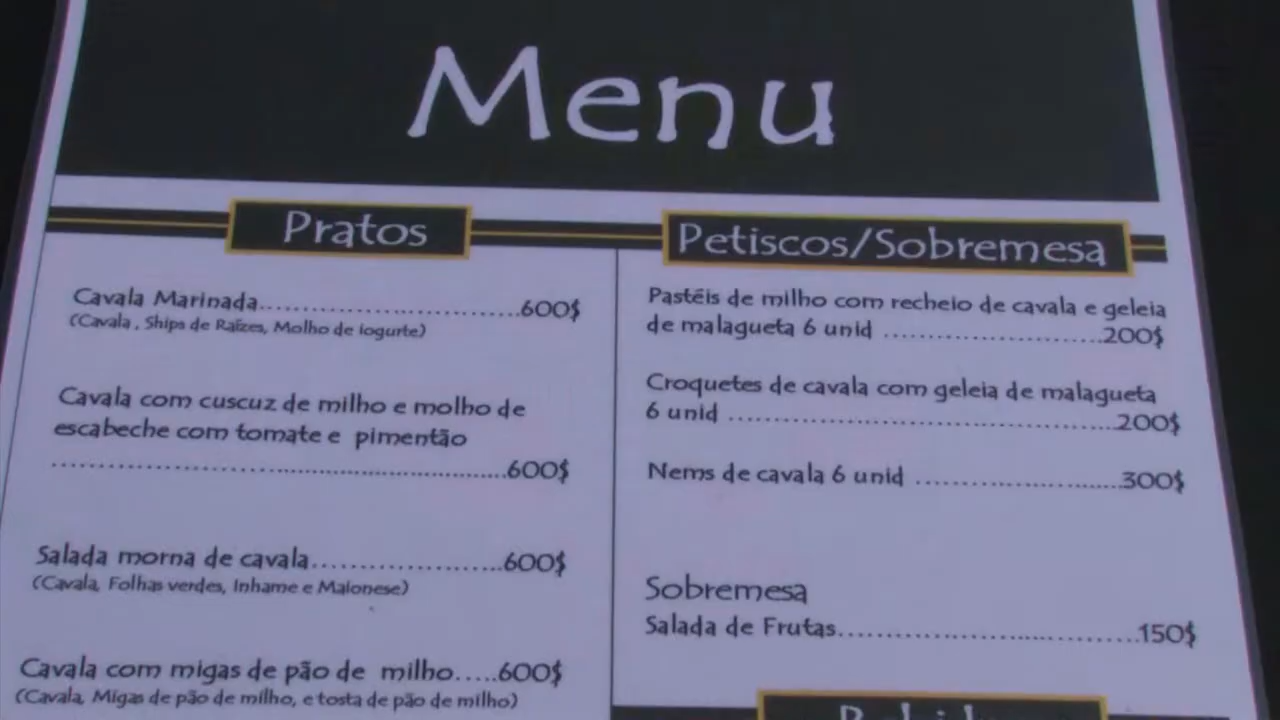 Menu
Pratos
Cavala Marinada..............................600$
(Cavala , Ships de Raízes, Molho de iogurte)
Cavala com cuscuz de milho e molho de
escabeche com tomate e pimentão
.......................................................600$
Salada morna de cavala......................600$
(Cavala, Folhas verdes, Inhame e Maionese)
Cavala com migas de pão de milho.....600$
(Cavala, Migas de pão de milho, e tosta de pão de milho)
Petiscos/Sobremesa
Pastéis de milho com recheio de cavala e geleia
de malagueta 6 unid .........................200$
Croquetes de cavala com geleia de malagueta
6 unid ............................................200$
Nems de cavala 6 unid .......................300$
Sobremesa
Salada de Frutas..................................150$